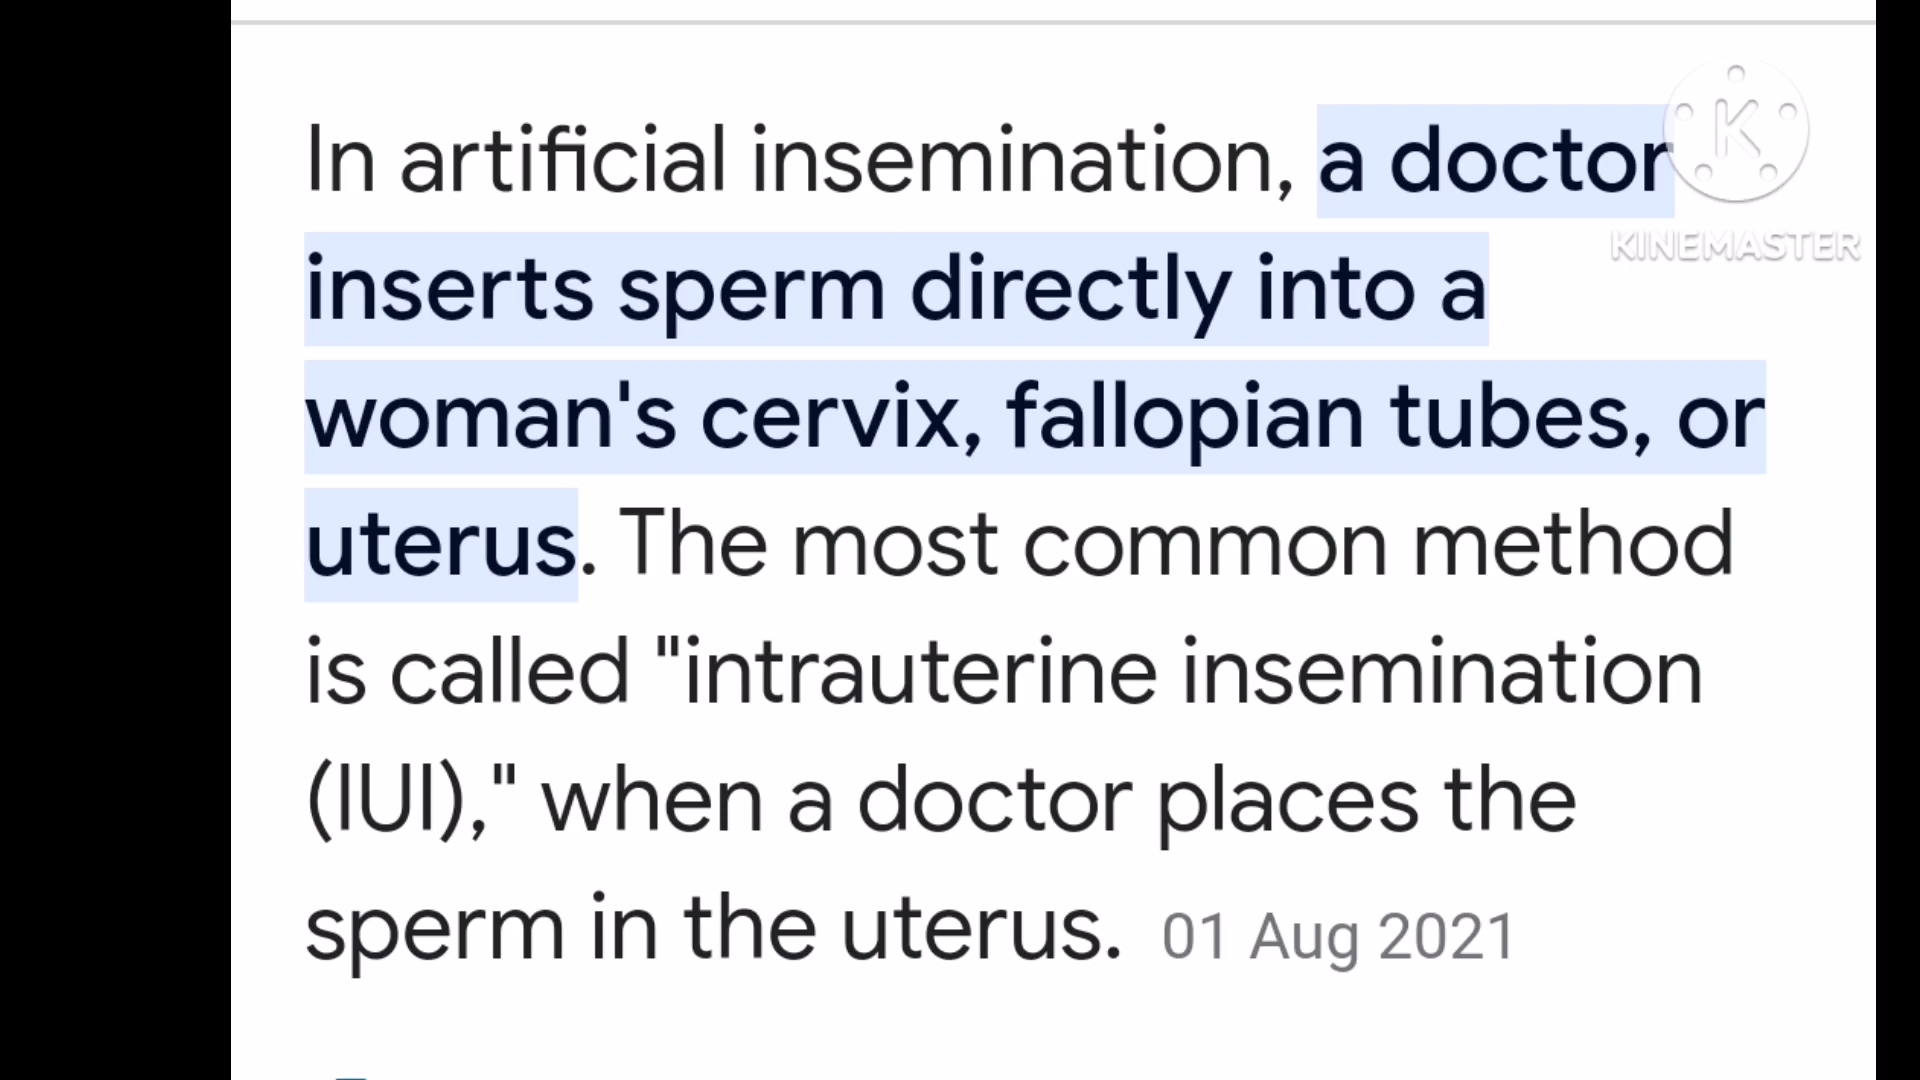 In artificial insemination, a doctor
inserts sperm directly into a
woman's cervix, fallopian tubes, or
uterus. The most common method
is called "intrauterine insemination
(IUI)," when a doctor places the
sperm in the uterus. 01 Aug 2021
K
KINEMASTER